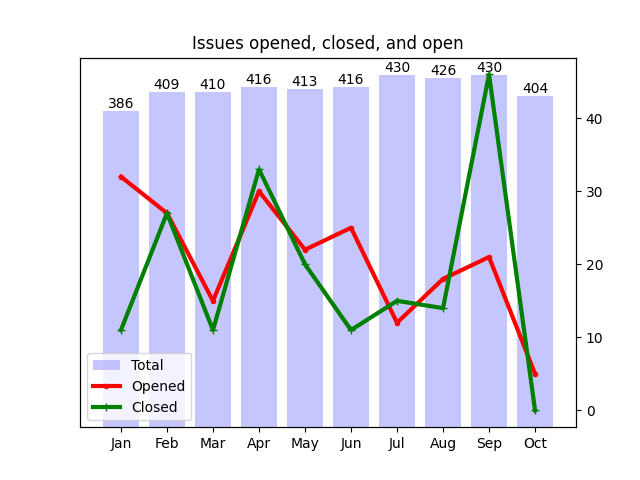 Issues opened, closed, and open
386 409 410 416 413 416 430 426 430 404
40
30
20
10
0
Total
Opened
Closed
Jan Feb Mar Apr May Jun Jul Aug Sep Oct